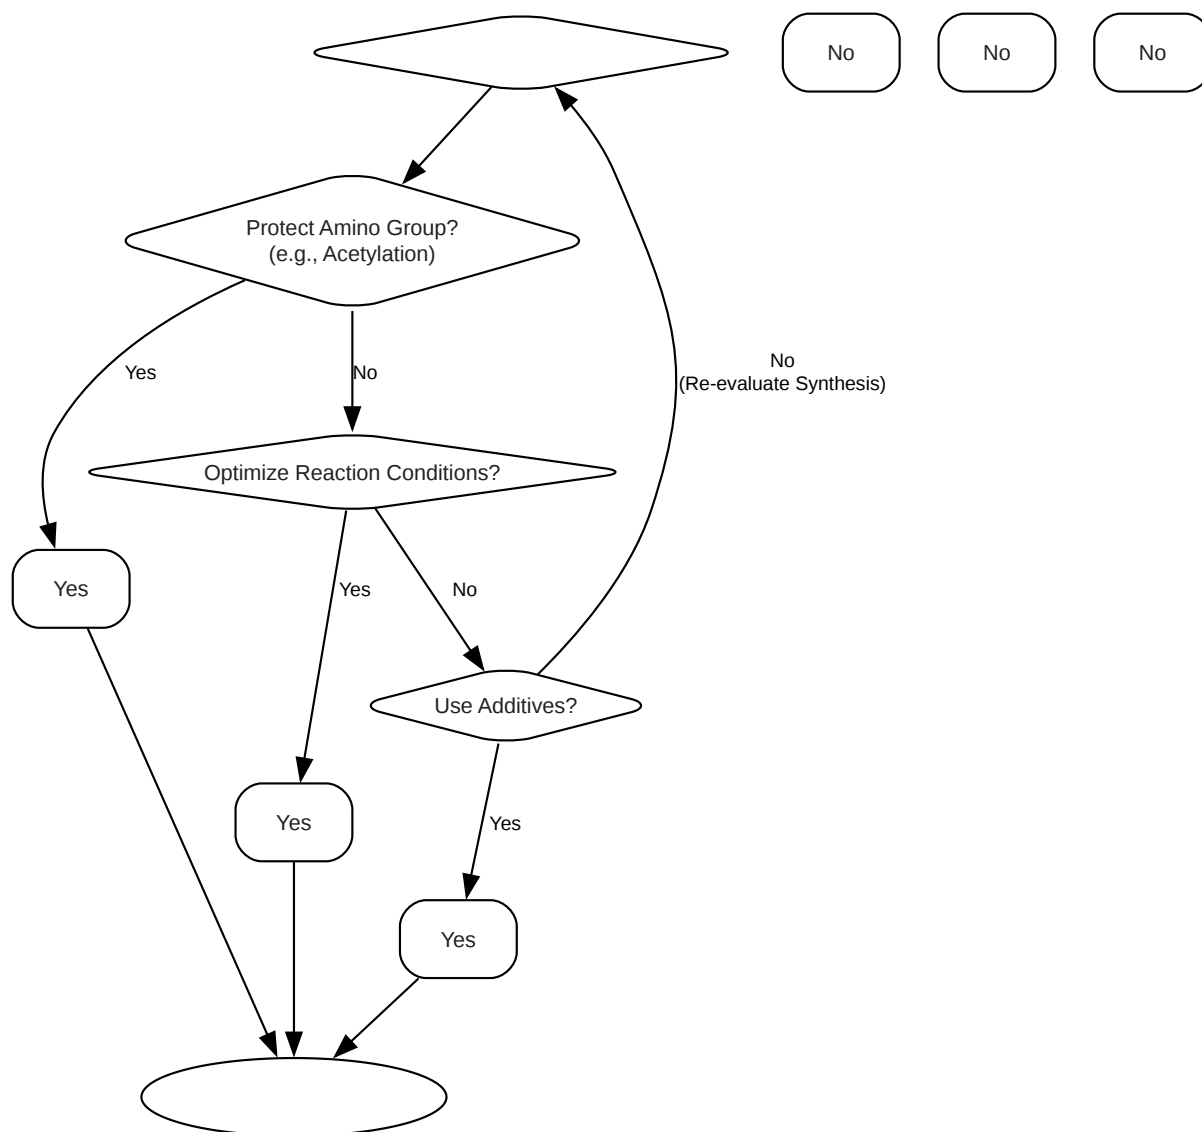 No
No
No
Protect Amino Group?
(e.g., Acetylation)
Yes
No
No
(Re-evaluate Synthesis)
Optimize Reaction Conditions?
Yes
Yes
No
Use Additives?
Yes
Yes
Yes